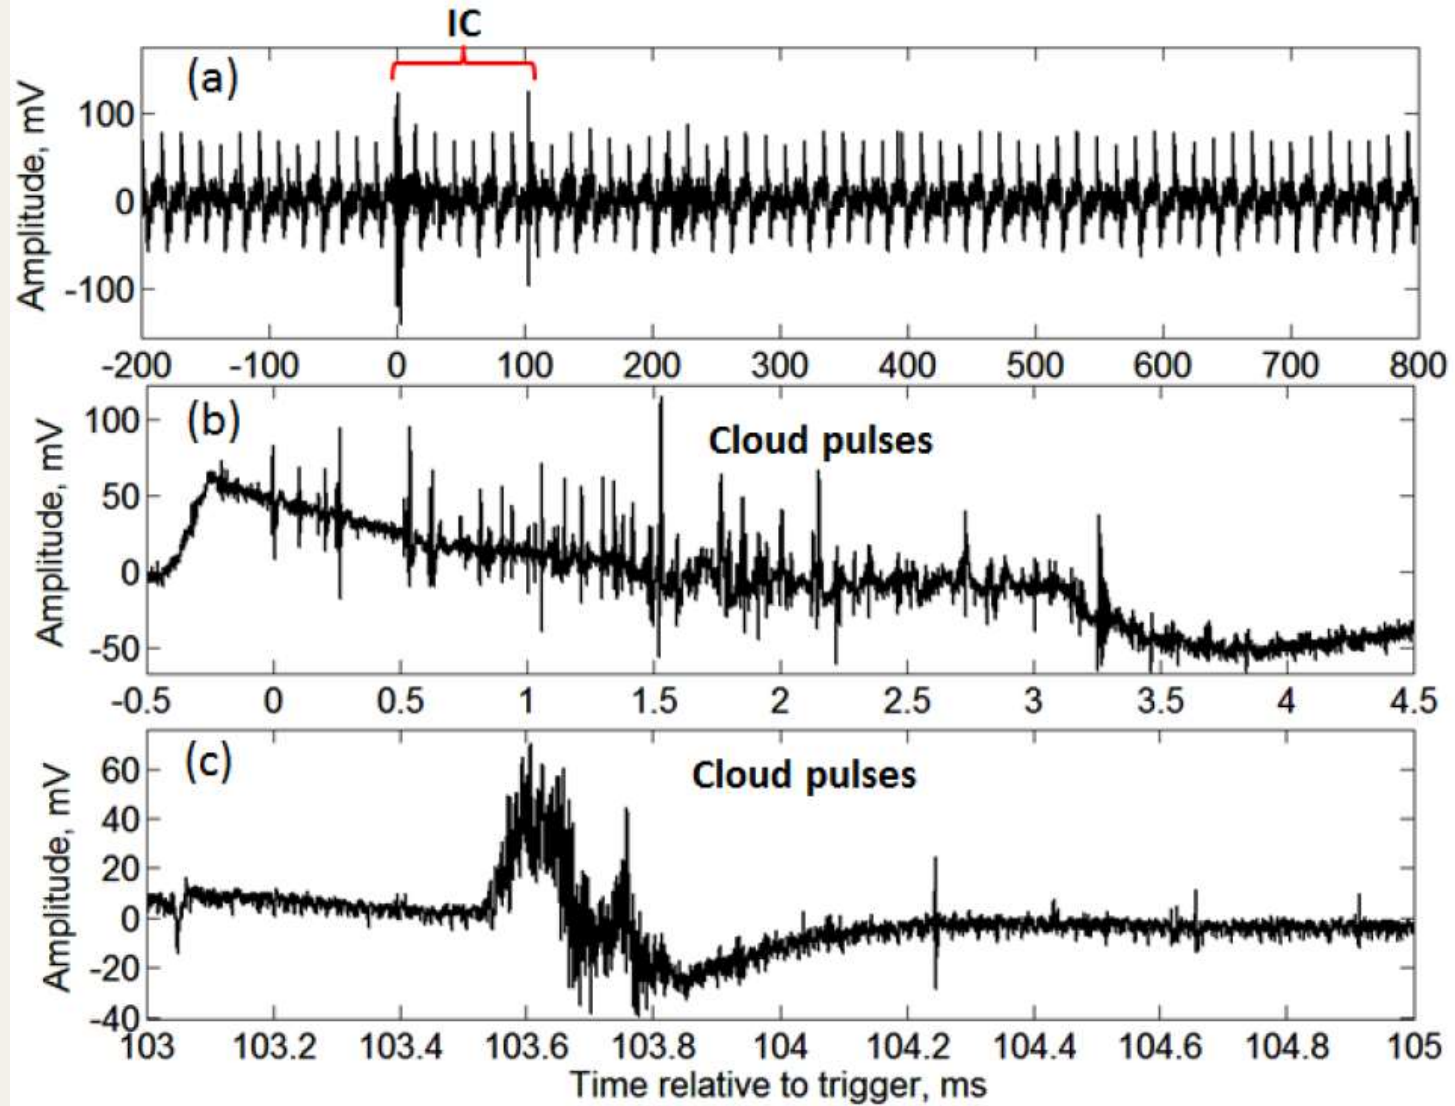 IC
(a)
Amplitude, mV
100
0
-100
-200 -100 0 100 200 300 400 500 600 700 800
(b)
Cloud pulses
Amplitude, mV
100
50
0
-50
-0.5 0 0.5 1 1.5 2 2.5 3 3.5 4 4.5
(c)
Cloud pulses
Amplitude, mV
60
40
20
0
-20
-40
103 103.2 103.4 103.6 103.8 104 104.2 104.4 104.6 104.8 105
Time relative to trigger, ms